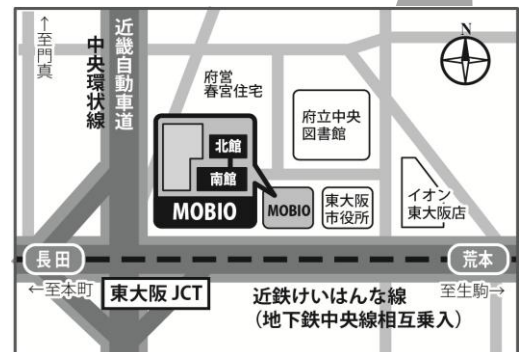 ↑至門真
中央環状線
近畿自動車道
N
府営
春宮住宅
府立中央
図書館
北館
南館
MOBIO
MOBIO
東大阪
市役所
イオン
東大阪店
長田
荒本
←至本町
東大阪 JCT
近鉄けいはんな線
(地下鉄中央線相互乗入)
至生駒→